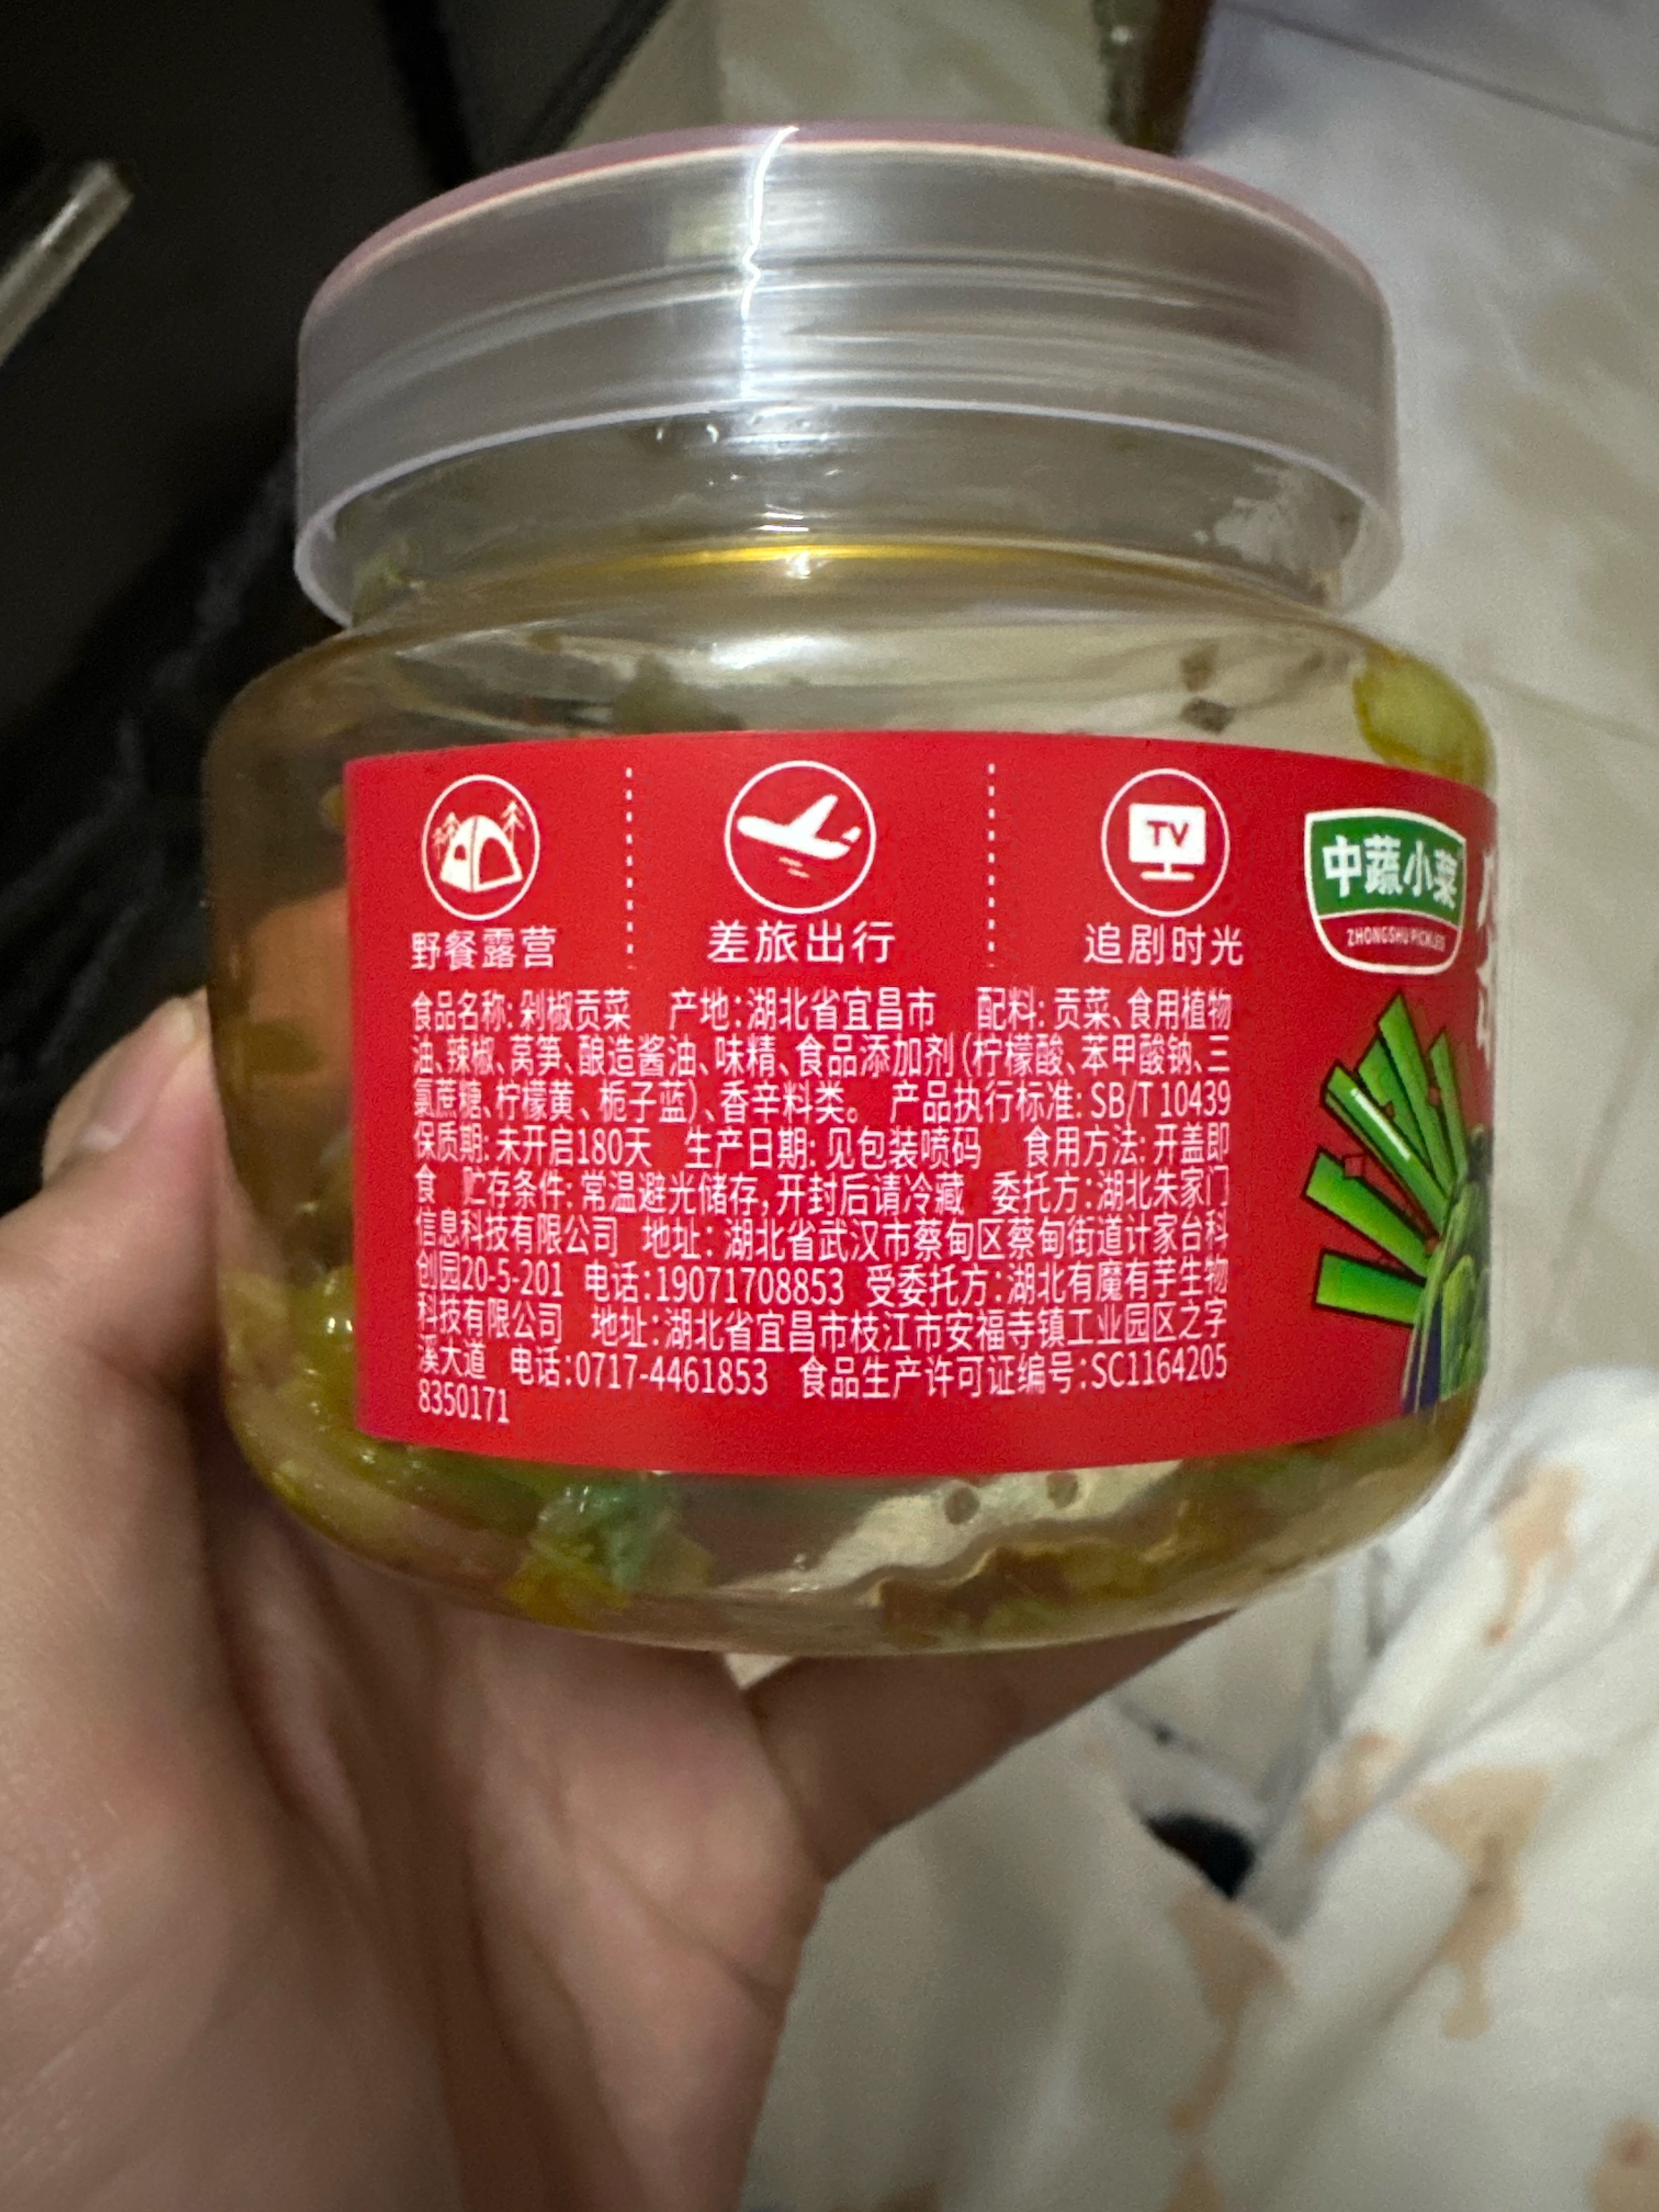 TV
野餐露营
差旅出行
追剧时光
食品名称: 剁椒贡菜 产地: 湖北省宜昌市 配料: 贡菜、食用植物
油、辣椒、莴笋、酿造酱油、味精、食品添加剂 (柠檬酸、苯甲酸钠、三
氯蔗糖、柠檬黄、栀子蓝)、香辛料类。 产品执行标准: SB/T 10439
保质期: 未开启180天 生产日期: 见包装喷码 食用方法: 开盖即
食 贮存条件: 常温避光储存, 开封后请冷藏 委托方: 湖北朱家门
信息科技有限公司 地址: 湖北省武汉市蔡甸区蔡甸街道计家台科
创园20-5-201 电话:19071708853 受委托方: 湖北有魔有芋生物
科技有限公司 地址: 湖北省宜昌市枝江市安福寺镇工业园区之字
溪大道 电话:0717-4461853 食品生产许可证编号:SC1164205
8350171
中蔬小菜
ZHONGSHU PICKLES